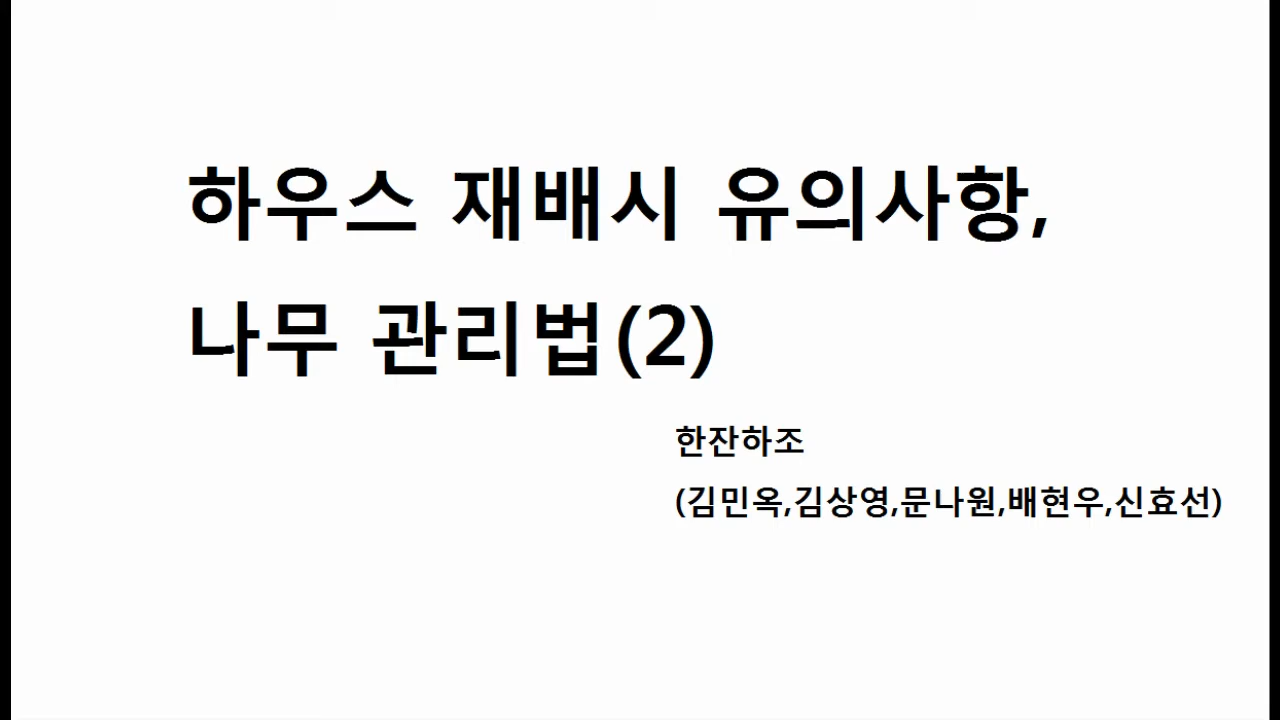 하우스 재배시 유의사항,
나무 관리법(2)
한잔하조
(김민옥,김상영,문나원,배현우,신효선)